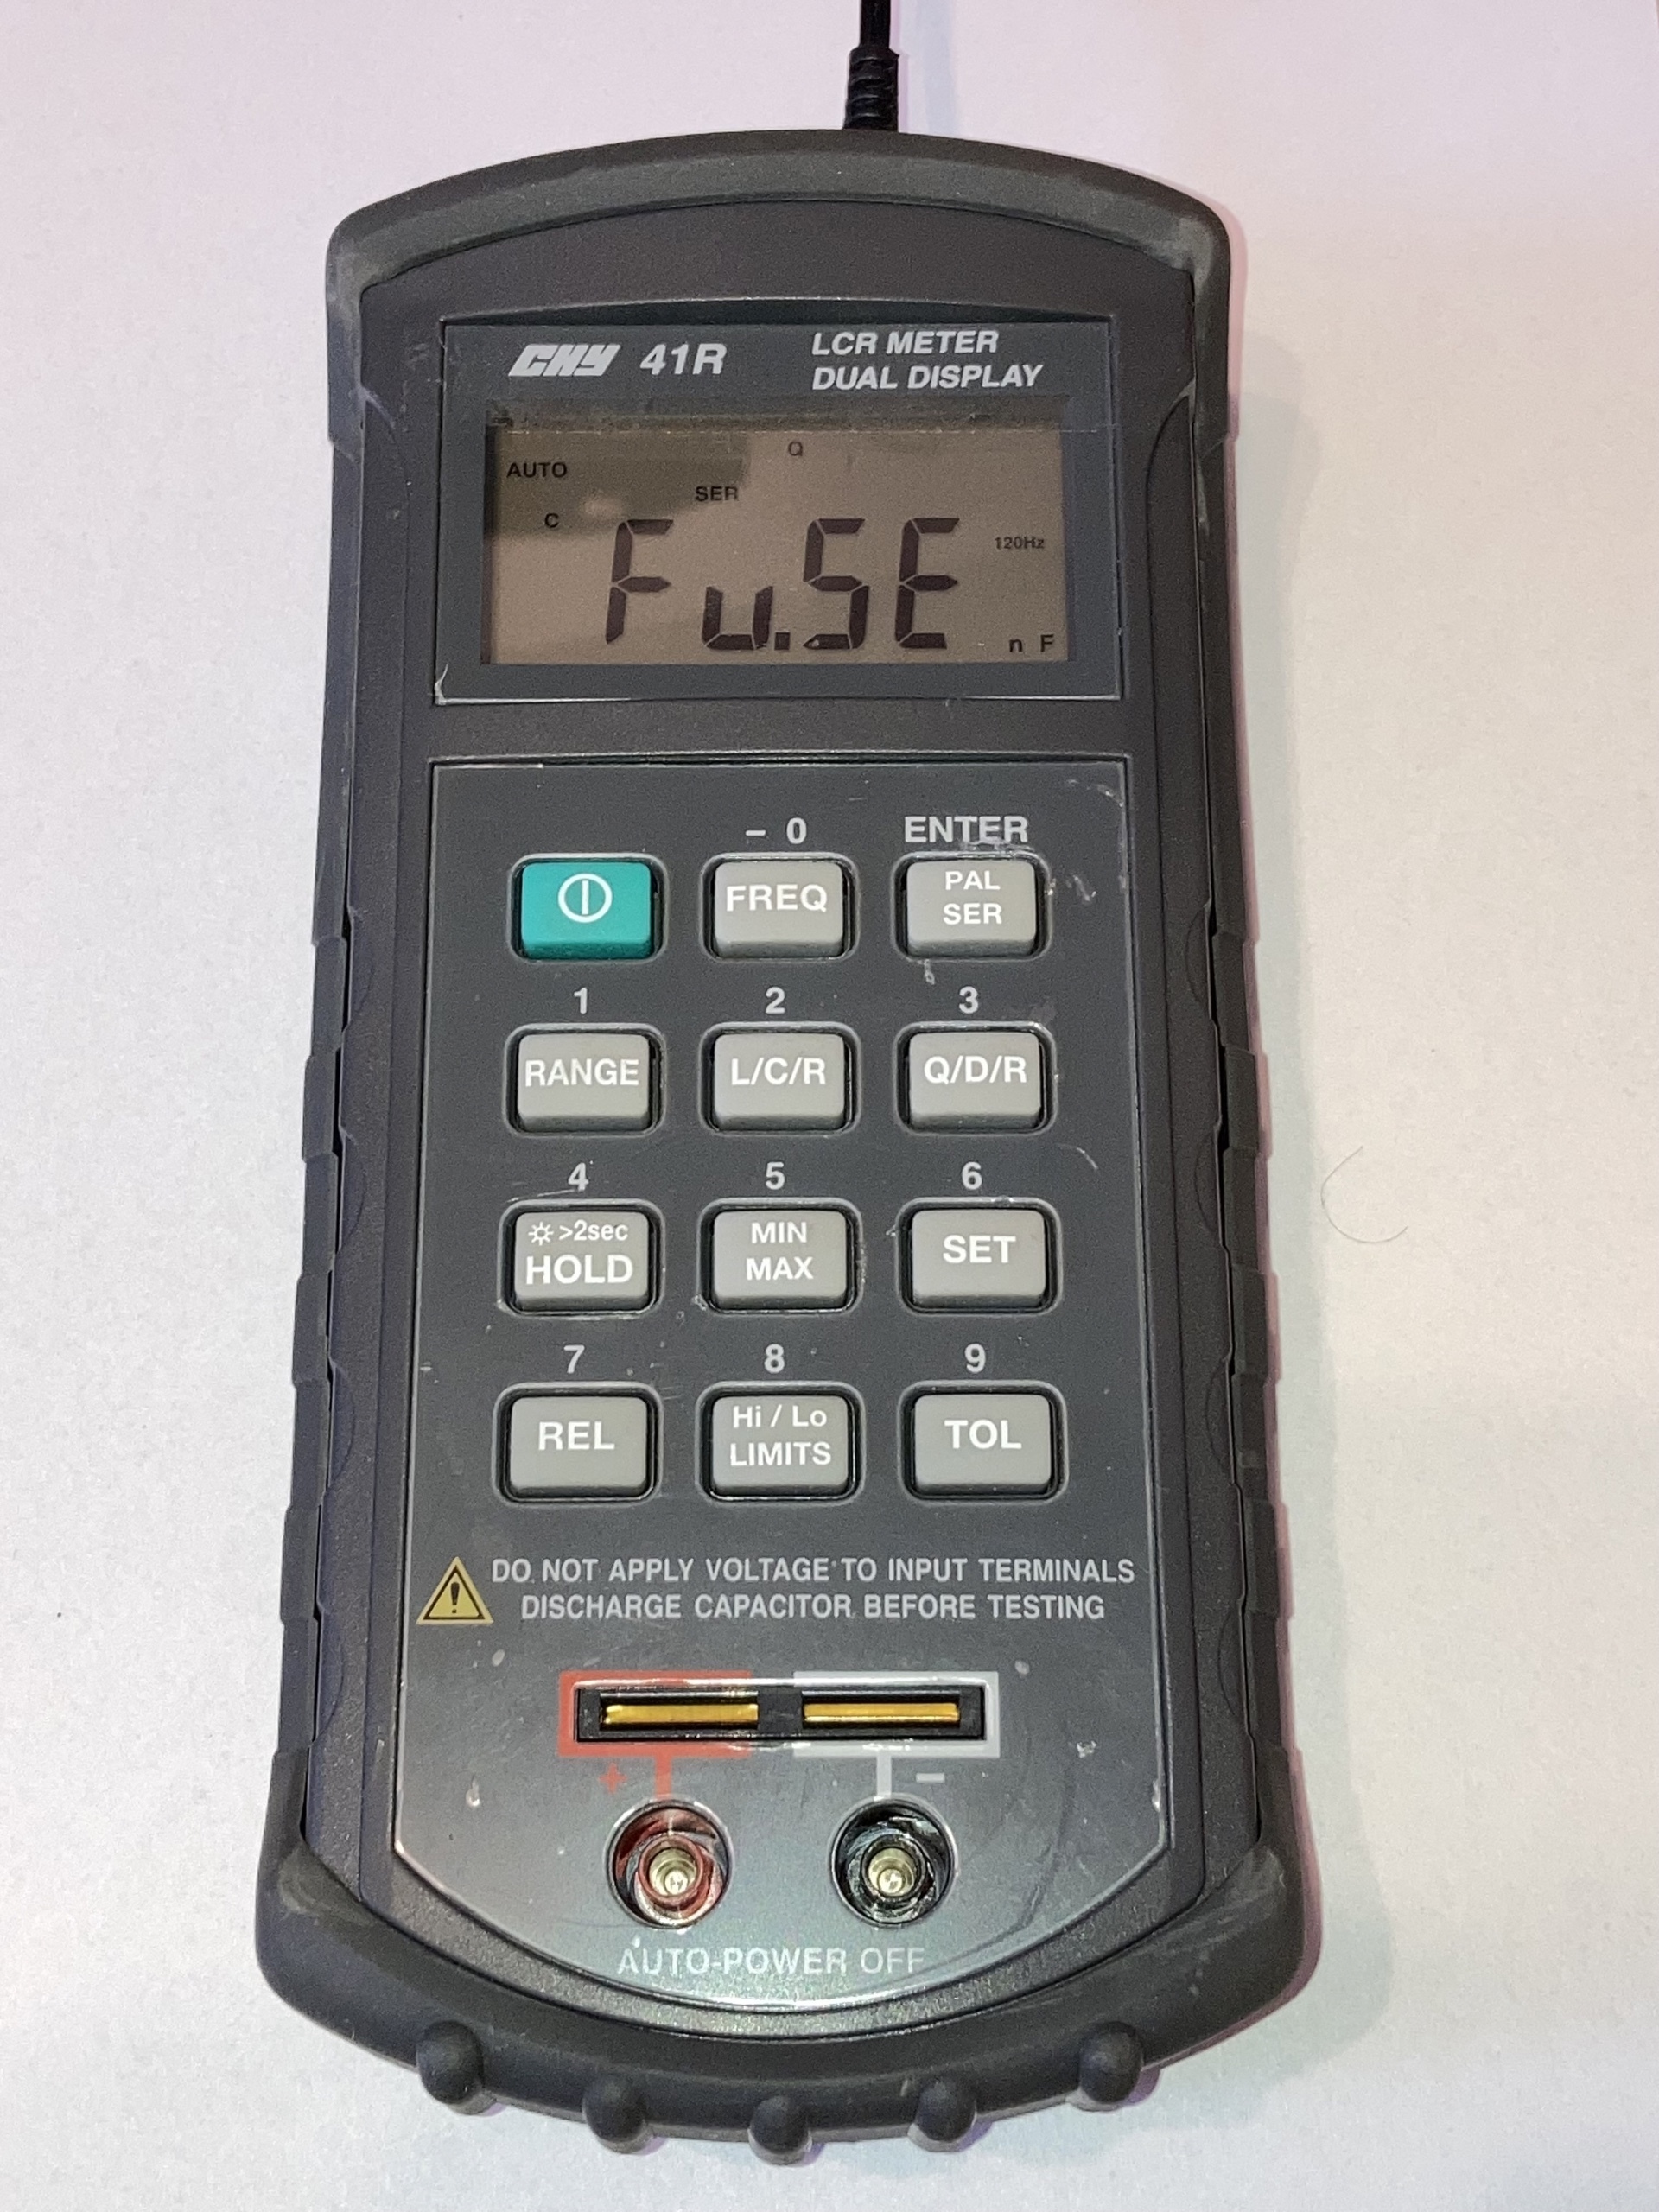 CHY 41R
LCR METER
DUAL DISPLAY
Q
AUTO
SER
C
Fu.SE
120Hz
n F
– 0
ENTER
FREQ
PAL
SER
1
2
3
RANGE
L/C/R
Q/D/R
4
5
6
>2sec
HOLD
MIN
MAX
SET
7
8
9
REL
Hi / Lo
LIMITS
TOL
DO NOT APPLY VOLTAGE TO INPUT TERMINALS
DISCHARGE CAPACITOR BEFORE TESTING
+
–
AUTO-POWER OFF